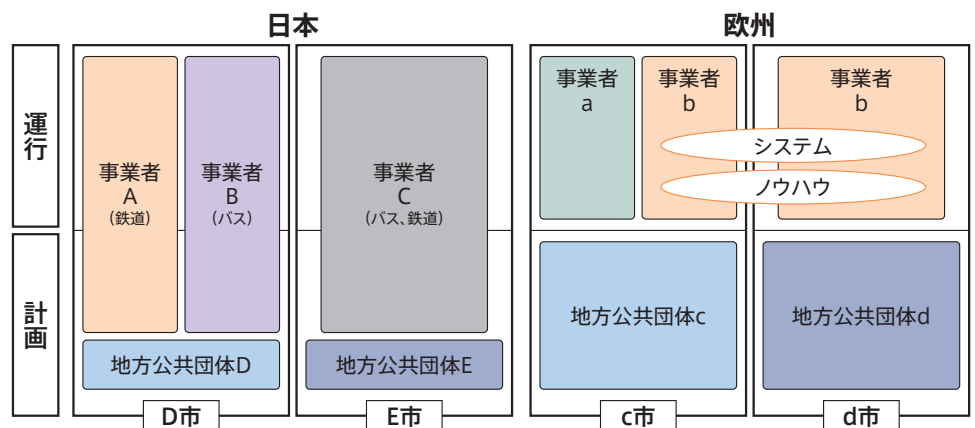 日本
欧州
運行
計画
事業者
A
(鉄道)
事業者
B
(バス)
地方公共団体D
D市
事業者
C
(バス、鉄道)
地方公共団体E
E市
事業者
a
事業者
b
地方公共団体c
c市
事業者
b
システム
ノウハウ
地方公共団体d
d市